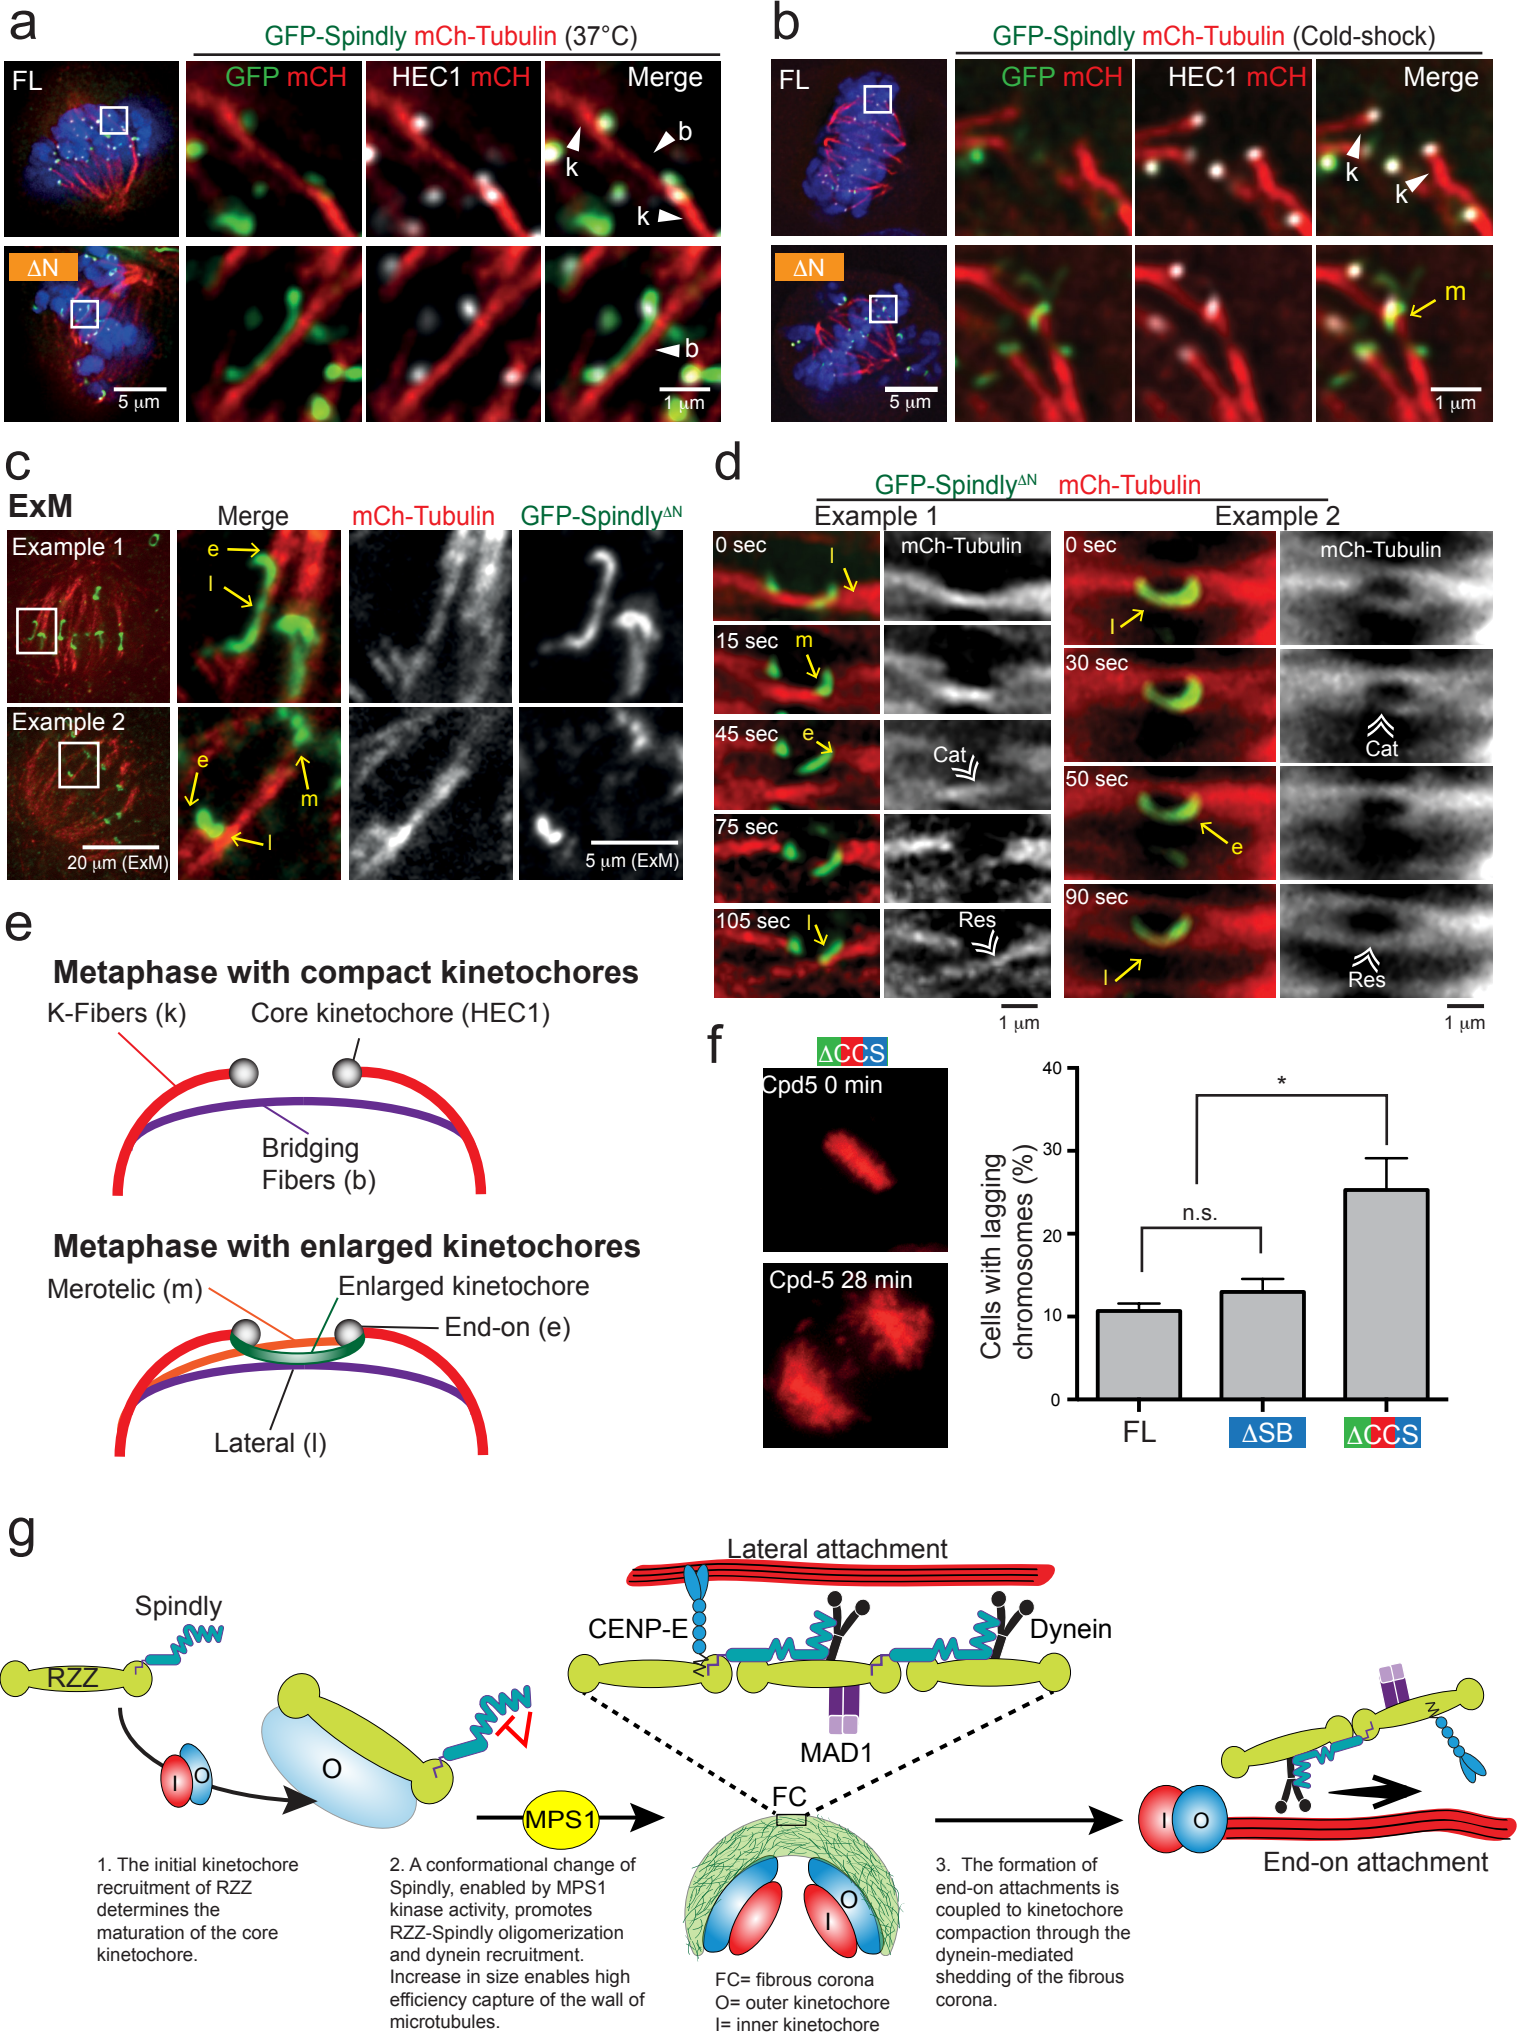 a
GFP-Spindly mCh-Tubulin (37°C)
FL
GFP mCH
HEC1 mCH
Merge
b
k
k
ΔN
b
5 μm
1 μm
b
GFP-Spindly mCh-Tubulin (Cold-shock)
FL
GFP mCH
HEC1 mCH
Merge
k
k
ΔN
m
5 μm
1 μm
c
ExM
Merge
mCh-Tubulin
GFP-SpindlyΔN
Example 1
e
l
Example 2
e
m
l
20 μm (ExM)
5 μm (ExM)
d
GFP-SpindlyΔN mCh-Tubulin
Example 1
0 sec
l
mCh-Tubulin
15 sec
m
45 sec
e
Cat
75 sec
105 sec
l
Res
1 μm
Example 2
0 sec
l
mCh-Tubulin
30 sec
Cat
50 sec
e
90 sec
l
Res
1 μm
e
Metaphase with compact kinetochores
K-Fibers (k)
Core kinetochore (HEC1)
Bridging
Fibers (b)
Metaphase with enlarged kinetochores
Merotelic (m)
Enlarged kinetochore
End-on (e)
Lateral (l)
f
ΔCCS
Cpd5 0 min
Cpd-5 28 min
Cells with lagging
chromosomes (%)
40
30
20
10
0
n.s.
*
FL
ΔSB
ΔCCS
g
Spindly
RZZ
I
O
O
MPS1
Lateral attachment
CENP-E
Dynein
MAD1
FC
O
I
I
O
End-on attachment
1. The initial kinetochore
recruitment of RZZ
determines the
maturation of the core
kinetochore.
2. A conformational change of
Spindly, enabled by MPS1
kinase activity, promotes
RZZ-Spindly oligomerization
and dynein recruitment.
Increase in size enables high
efficiency capture of the wall of
microtubules.
FC= fibrous corona
O= outer kinetochore
I= inner kinetochore
3. The formation of
end-on attachments is
coupled to kinetochore
compaction through the
dynein-mediated
shedding of the fibrous
corona.